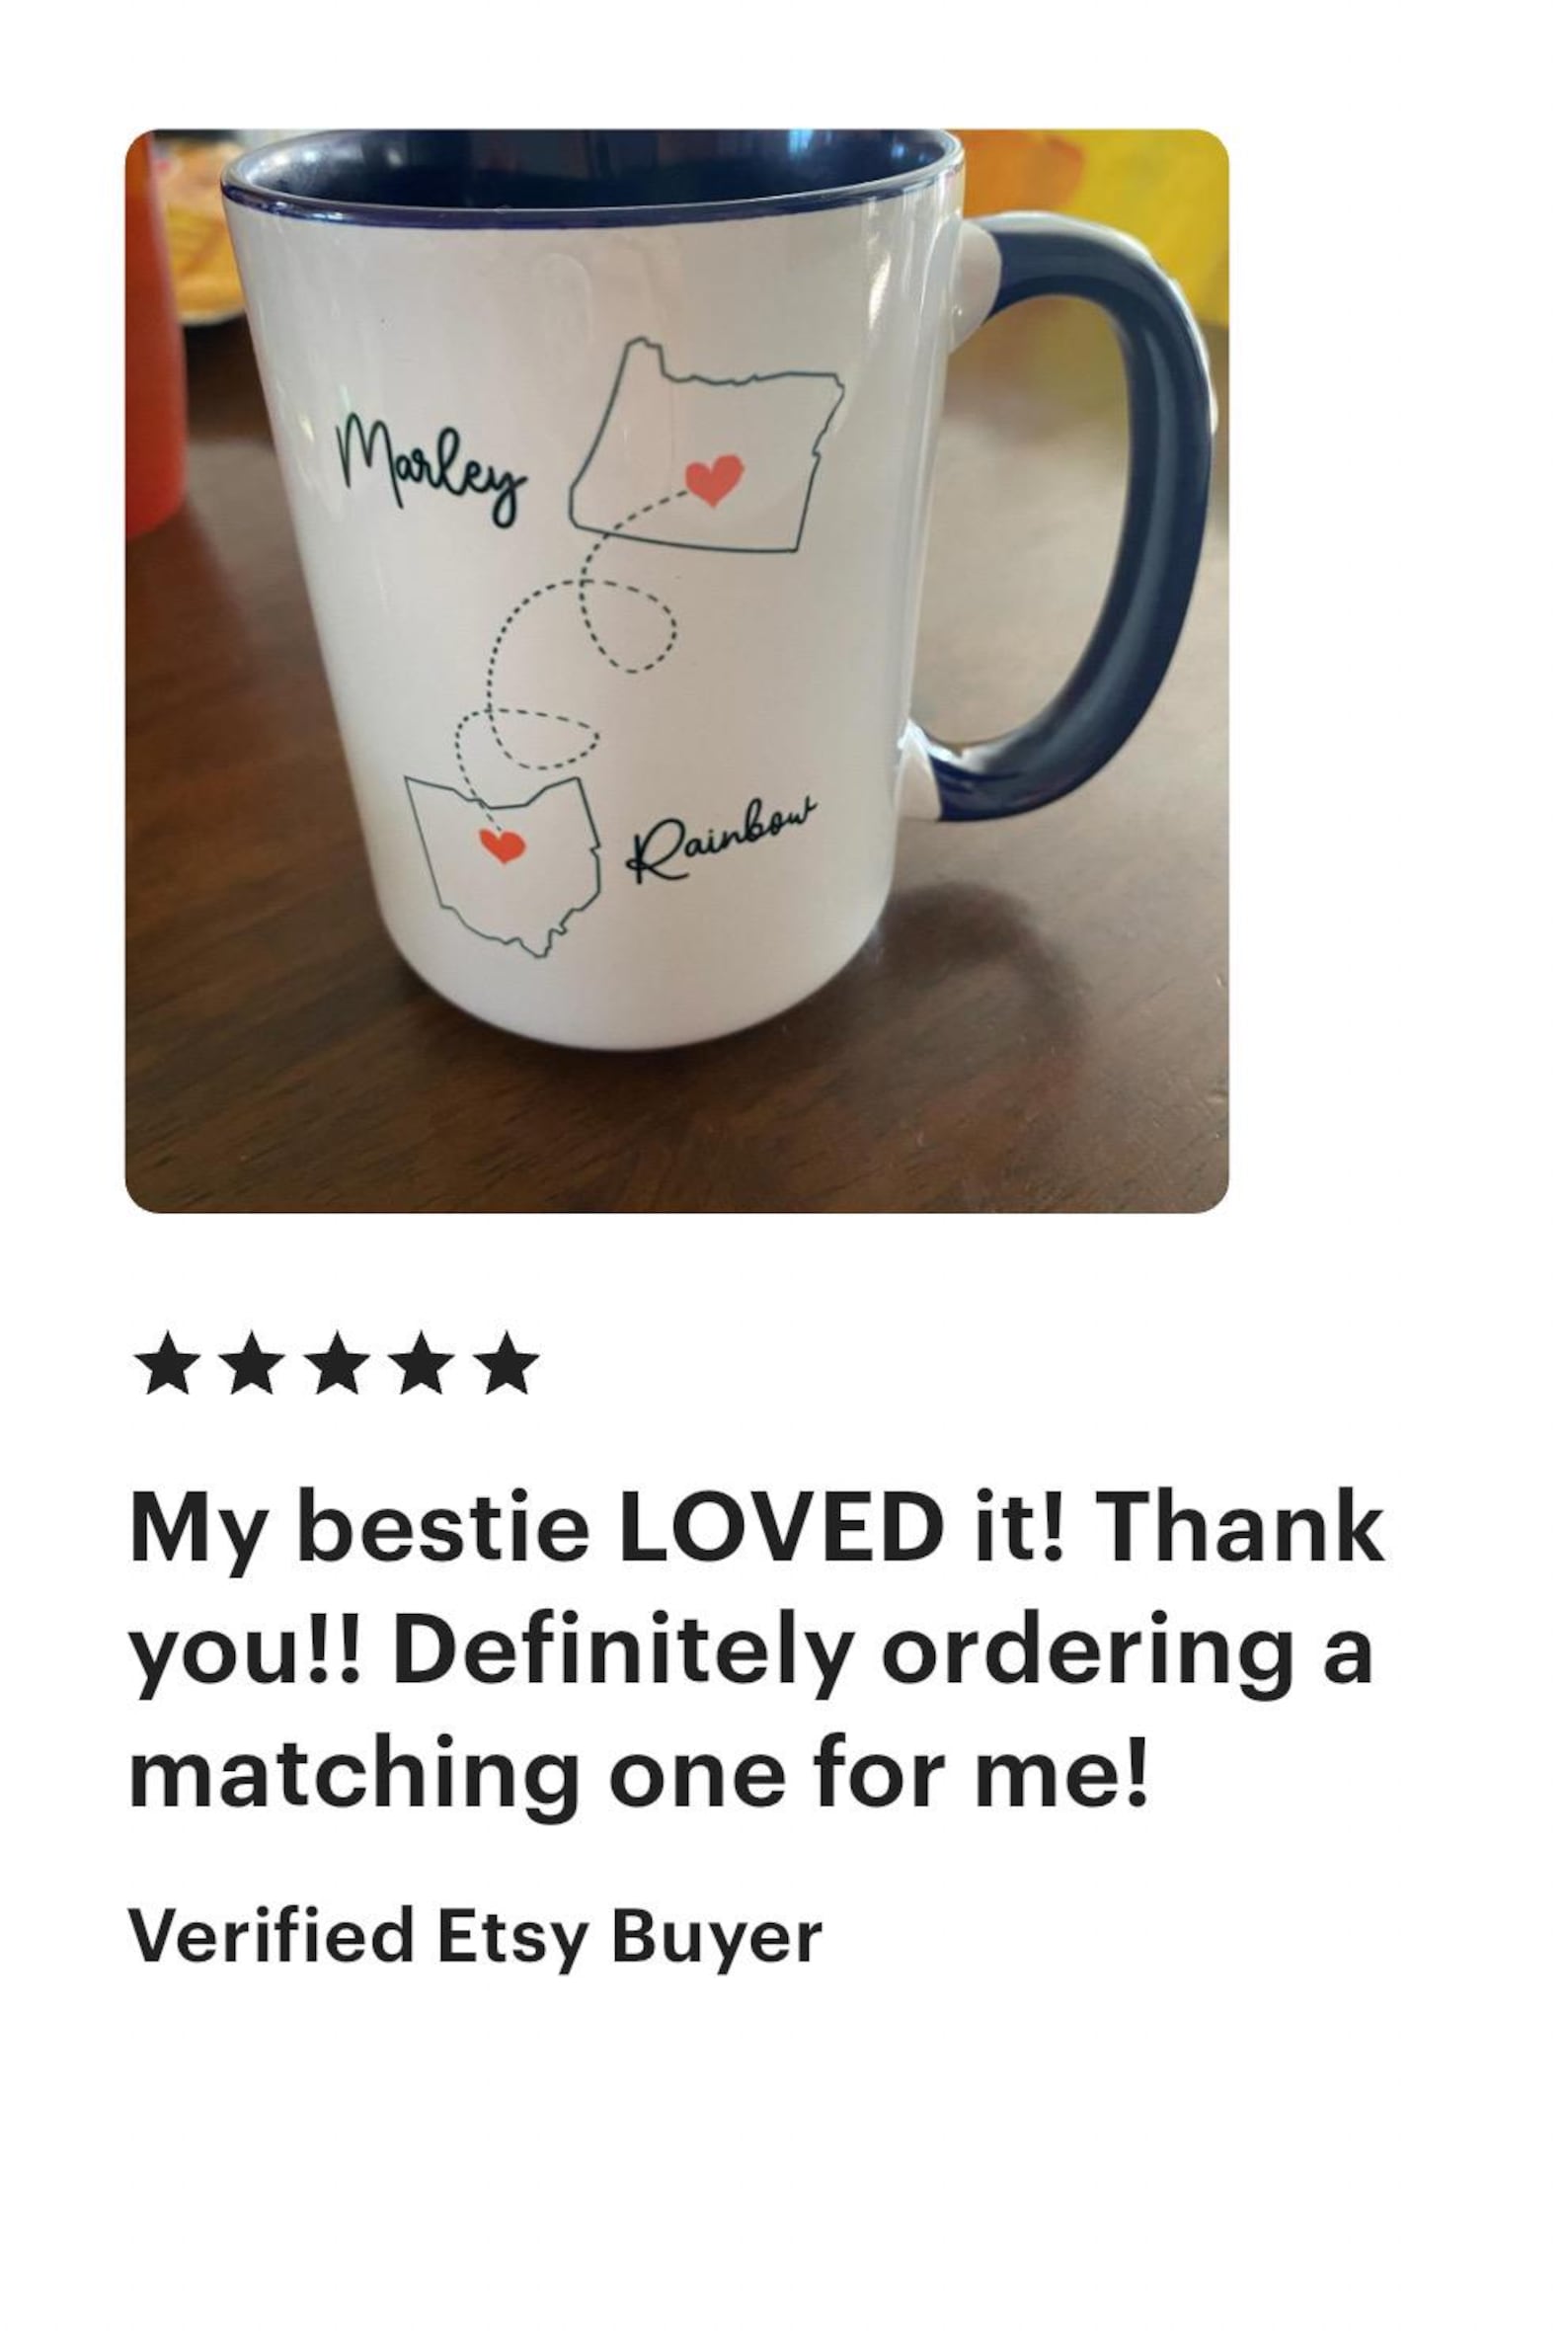 Marley
Rainbow
My bestie LOVED it! Thank
you!! Definitely ordering a
matching one for me!
Verified Etsy Buyer